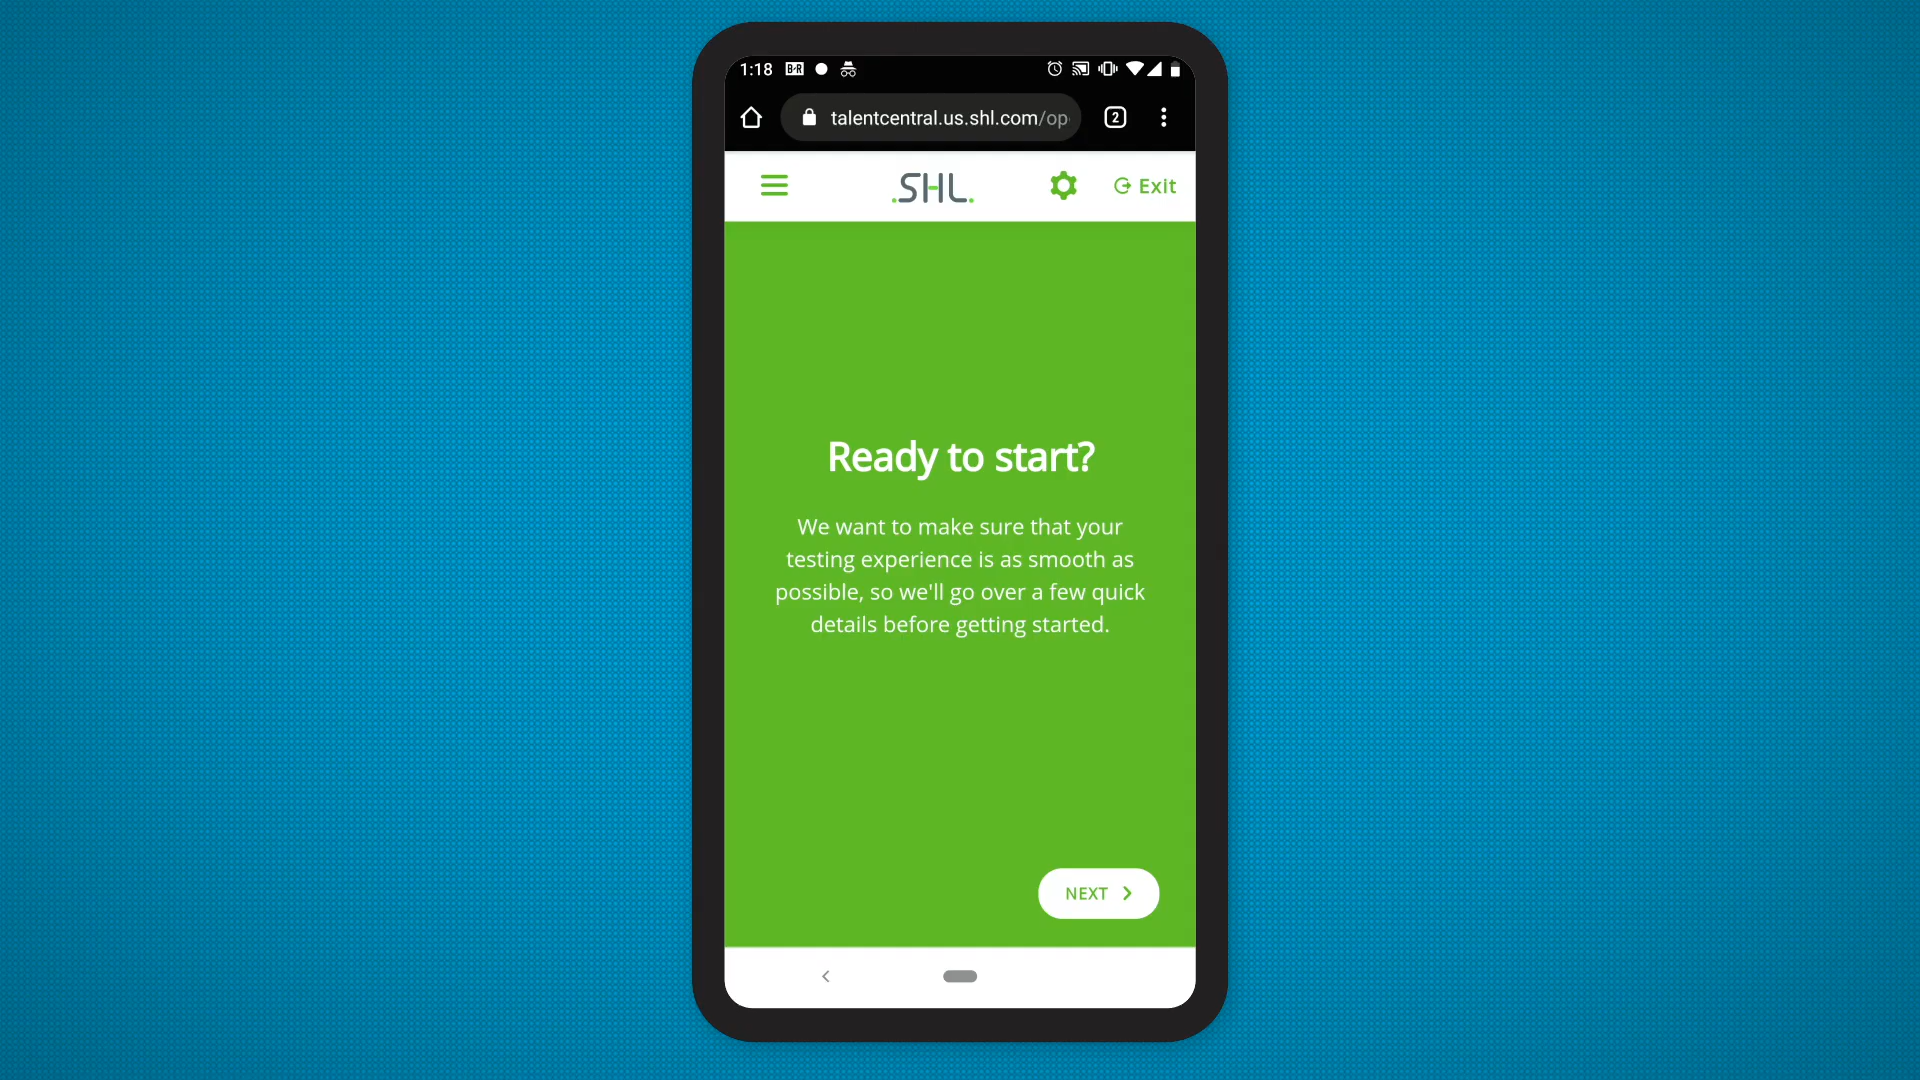 1:18 B/R
talentcentral.us.shl.com/op
2
.SHL.
Exit
Ready to start?
We want to make sure that your
testing experience is as smooth as
possible, so we'll go over a few quick
details before getting started.
NEXT